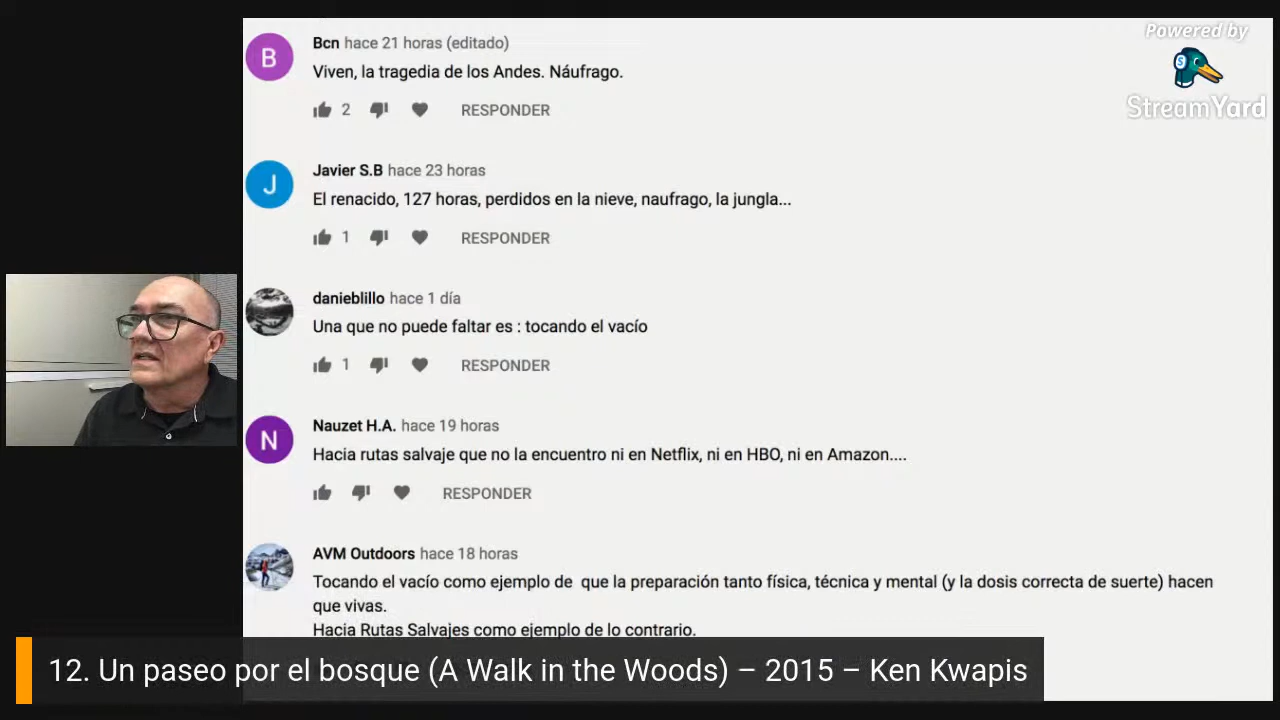 Powered by
StreamYard
B
Bcn hace 21 horas (editado)
Viven, la tragedia de los Andes. Náufrago.
2 RESPONDER
J
Javier S.B hace 23 horas
El renacido, 127 horas, perdidos en la nieve, naufrago, la jungla...
1 RESPONDER
danieblillo hace 1 día
Una que no puede faltar es : tocando el vacío
1 RESPONDER
N
Nauzet H.A. hace 19 horas
Hacia rutas salvaje que no la encuentro ni en Netflix, ni en HBO, ni en Amazon....
RESPONDER
AVM Outdoors hace 18 horas
Tocando el vacío como ejemplo de que la preparación tanto física, técnica y mental (y la dosis correcta de suerte) hacen
que vivas.
Hacia Rutas Salvajes como ejemplo de lo contrario.
12. Un paseo por el bosque (A Walk in the Woods) – 2015 – Ken Kwapis